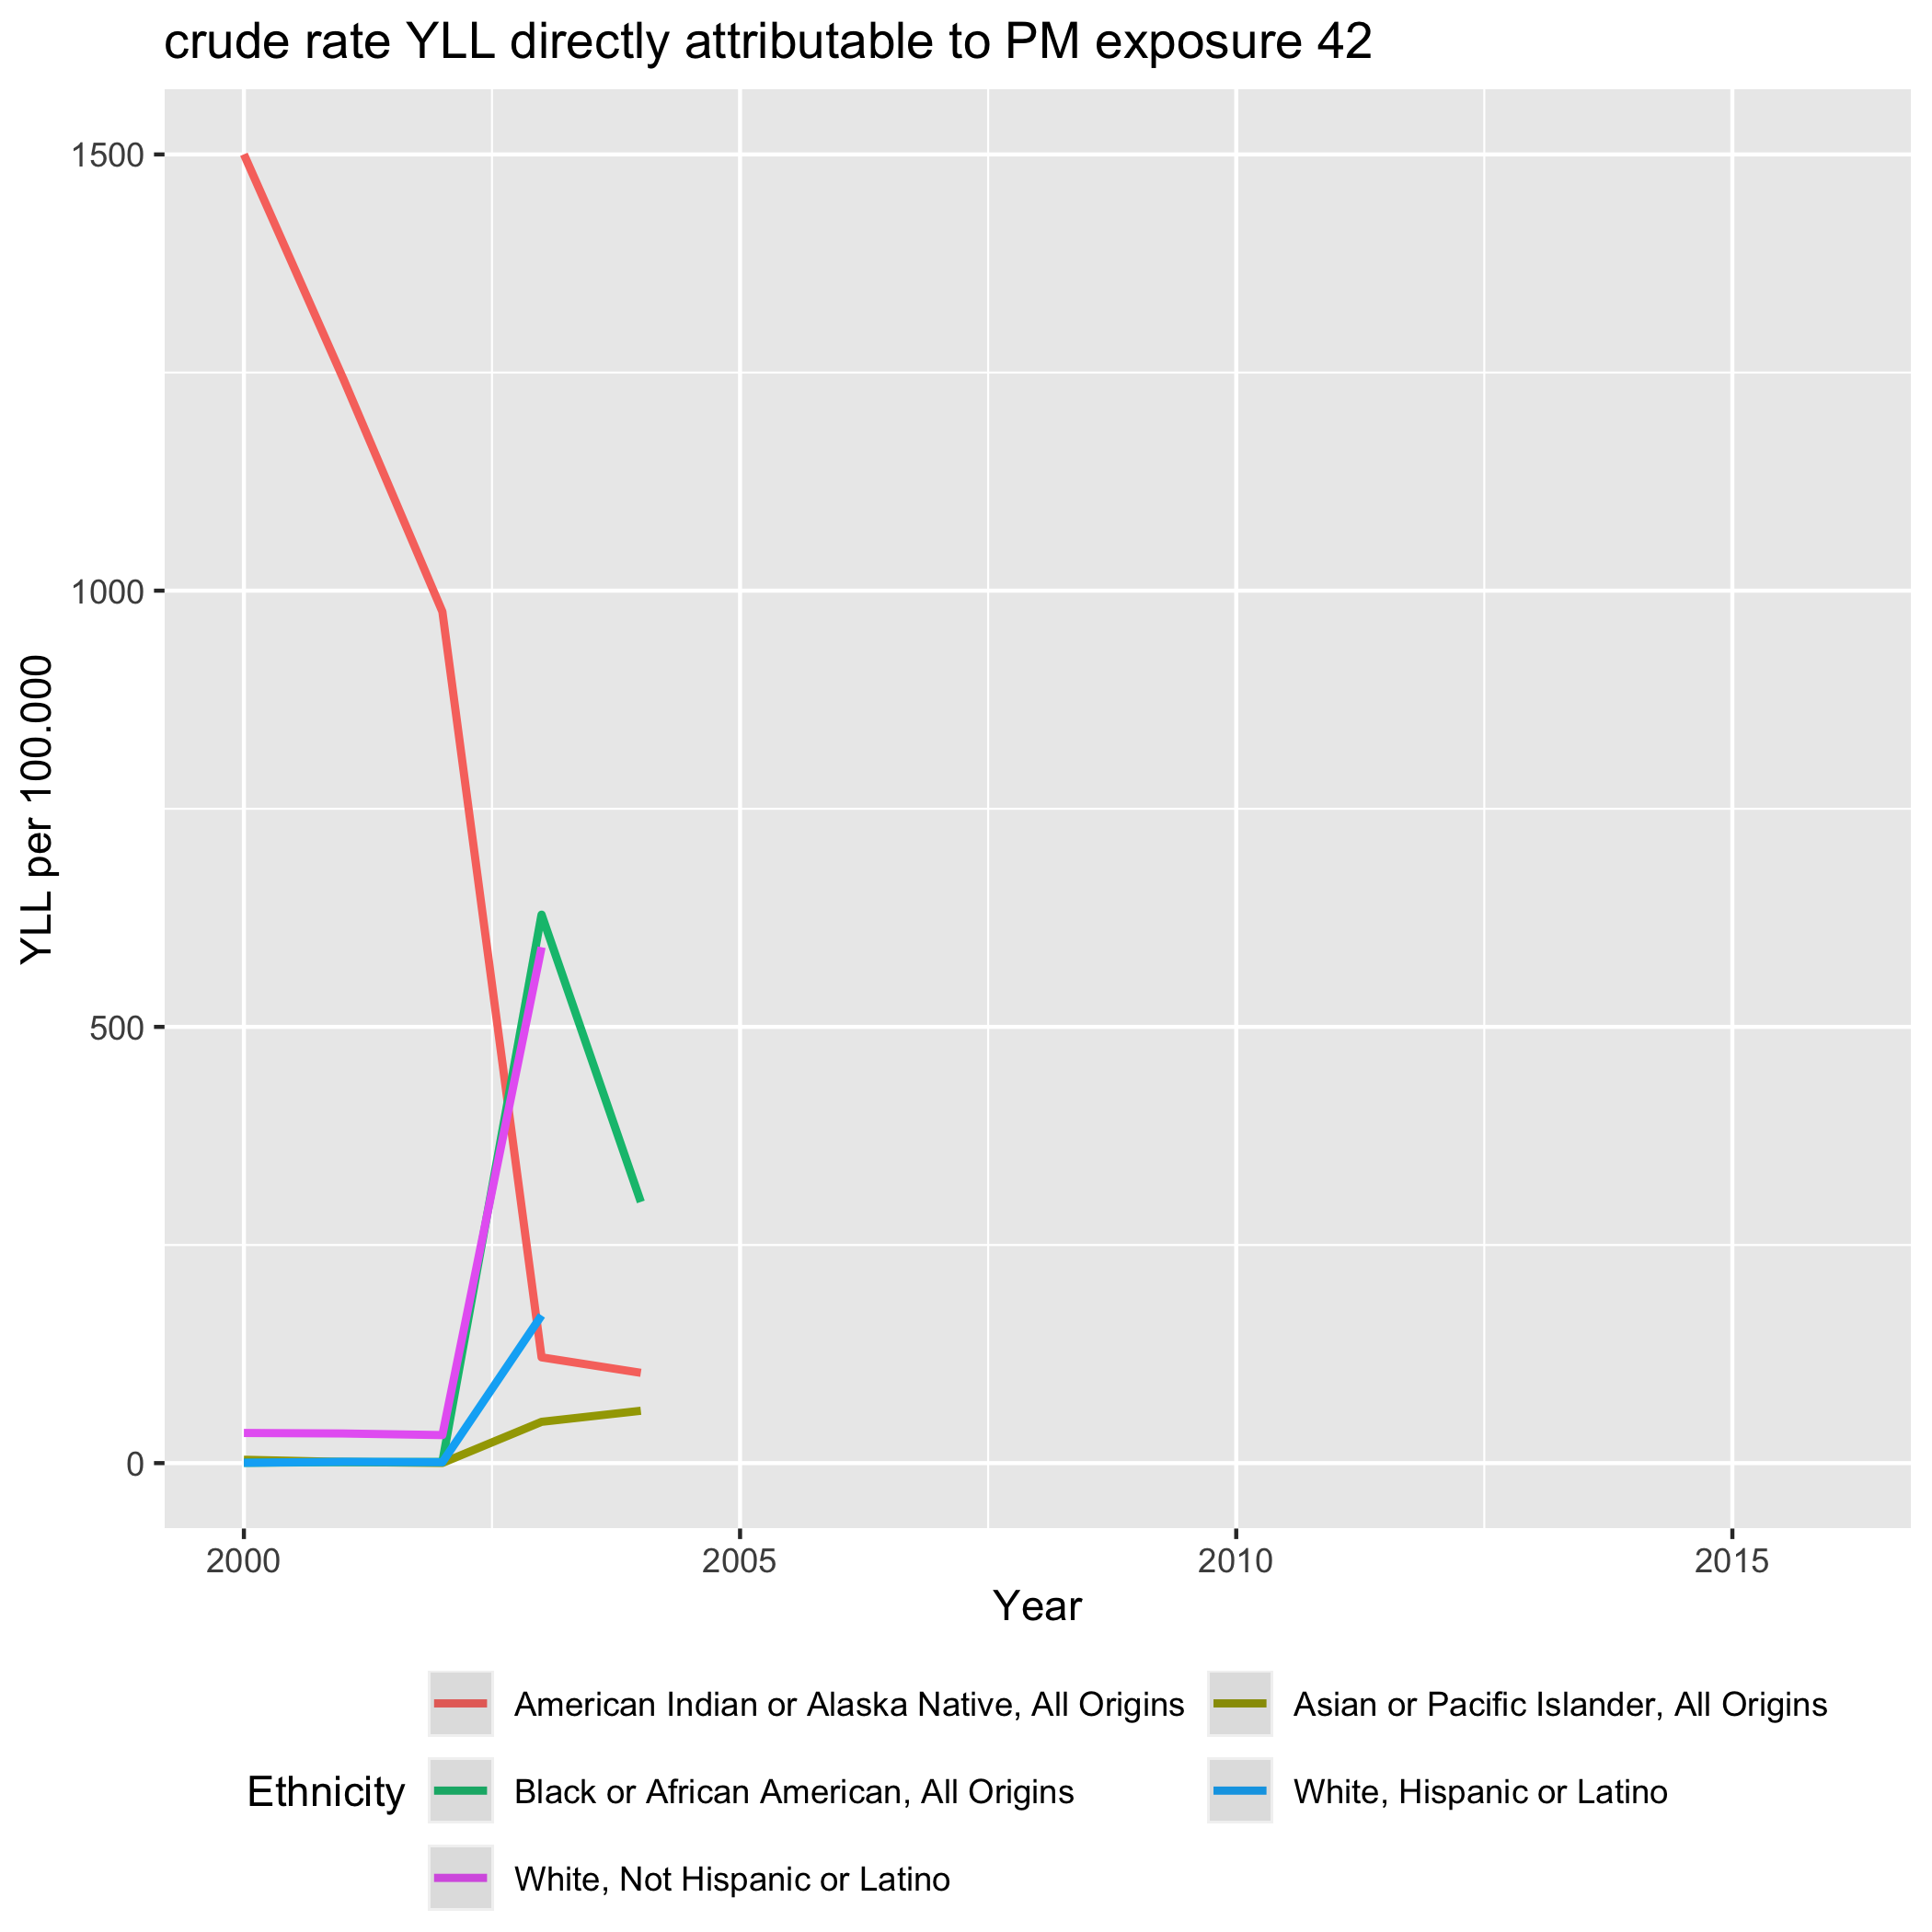 crude rate YLL directly attributable to PM exposure 42
YLL per 100.000
1500
1000
500
0
2000 2005 2010 2015
Year
Ethnicity
American Indian or Alaska Native, All Origins
Asian or Pacific Islander, All Origins
Black or African American, All Origins
White, Hispanic or Latino
White, Not Hispanic or Latino